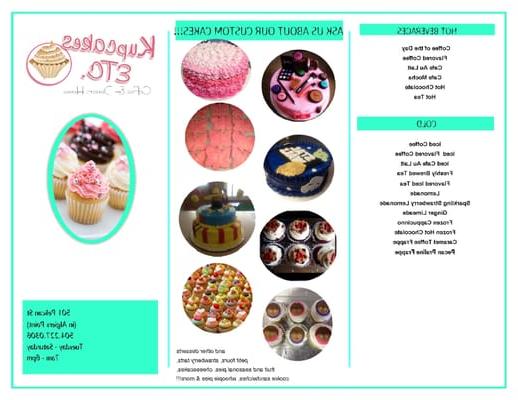 Kupcakes
ETC.
501 Pelican St
(in Algiers Point)
504.227.0306
Tuesday - Saturday
7am - 6pm
ASK US ABOUT OUR CUSTOM CAKES!!!
and other desserts
petit fours, tarts, strawberry
fruit and seasonal pies, cheesecakes,
cookie sandwiches, whoopie pies & more!!!
HOT BEVERAGES
Coffee of the Day
Flavored Coffee
Cafe Au Lait
Cafe Mocha
Hot Chocolate
Hot Tea
COLD
Iced Coffee
Iced Flavored Coffee
Iced Cafe Au Lait
Freshly Brewed Tea
Flavored Iced Tea
Lemonade
Sparkling Strawberry Lemonade
Ginger Limeade
Frozen Cappuccino
Frozen Hot Chocolate
Caramel Toffee Frappe
Pecan Praline Frappe